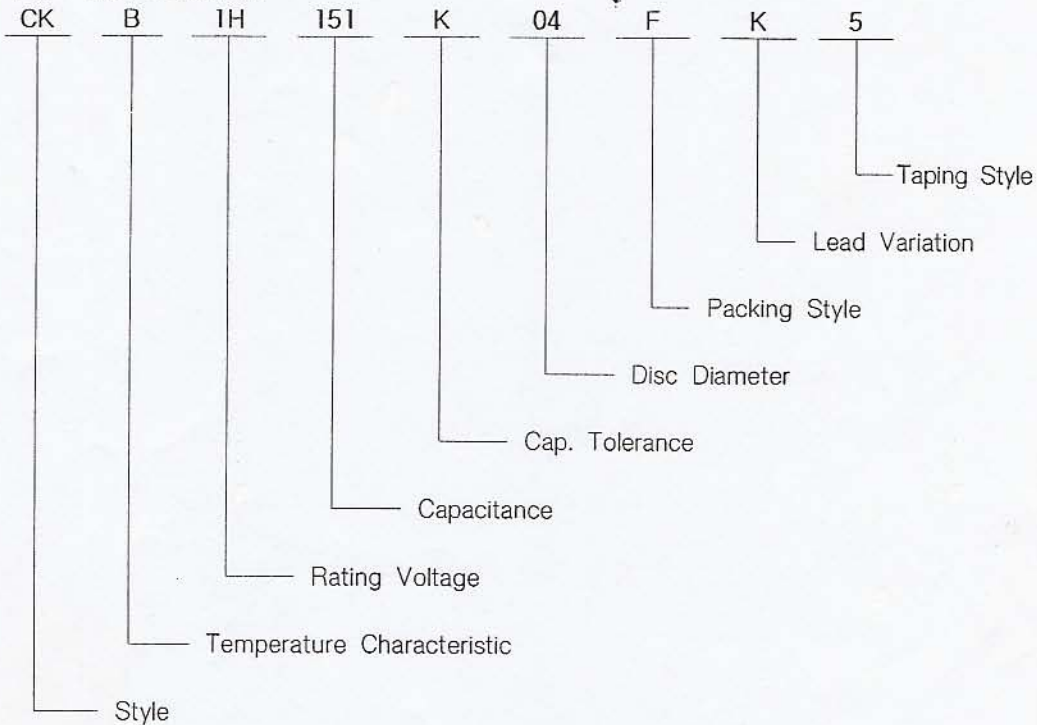 CK B 1H 151 K 04 F K 5
Taping Style
Lead Variation
Packing Style
Disc Diameter
Cap. Tolerance
Capacitance
Rating Voltage
Temperature Characteristic
Style